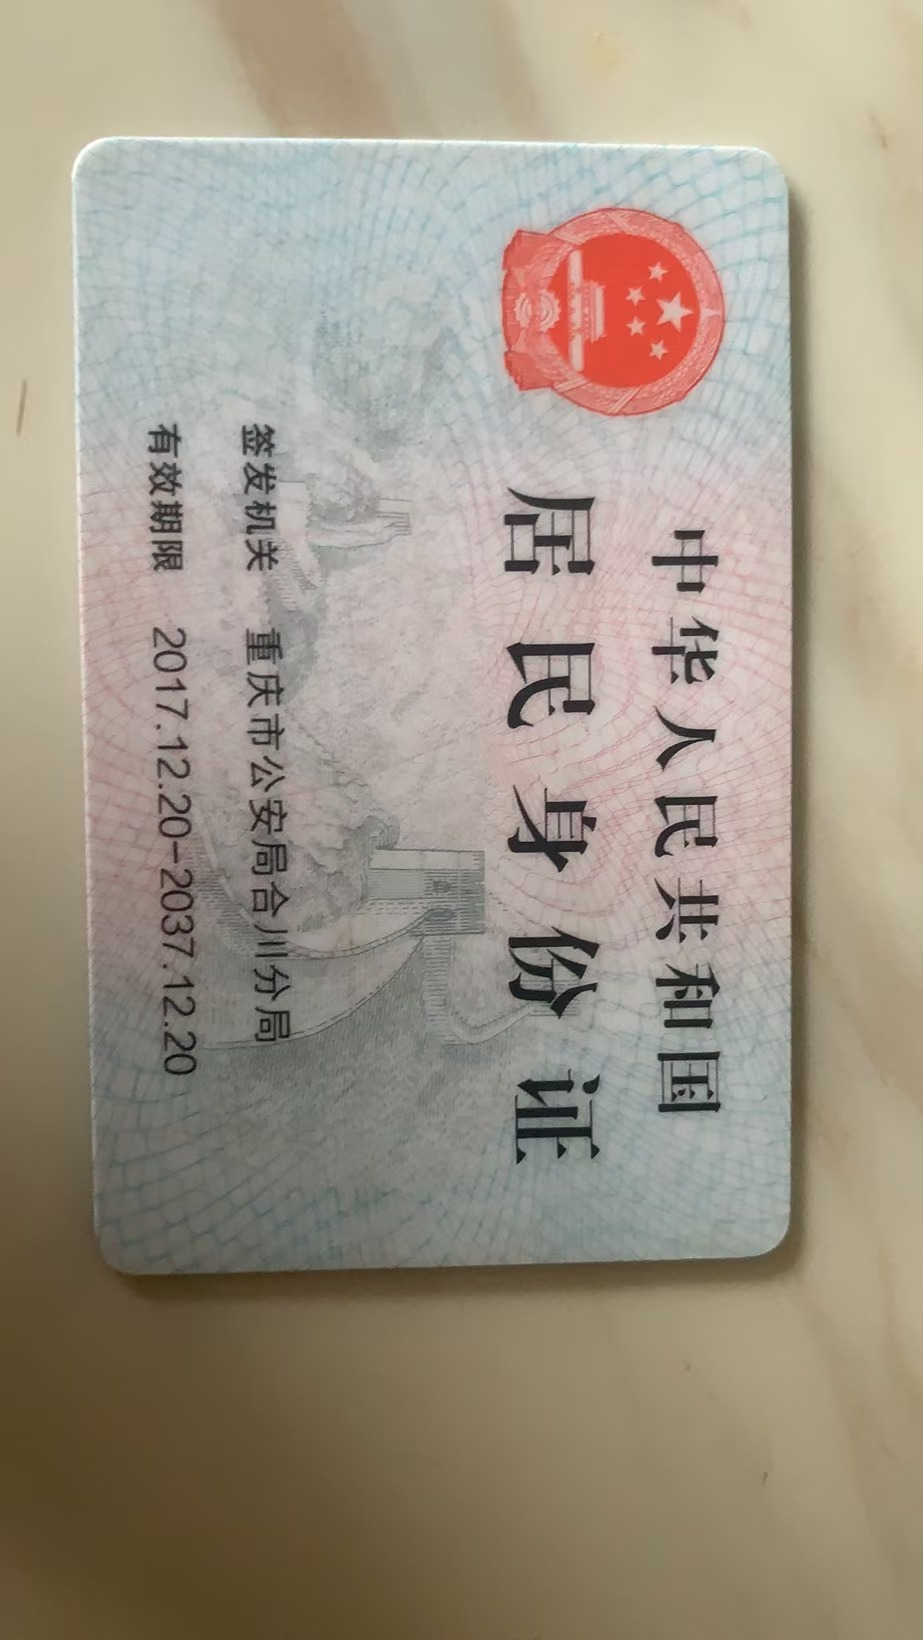 中华人民共和国
居民身份证
签发机关 重庆市公安局合川分局
有效期限 2017.12.20-2037.12.20